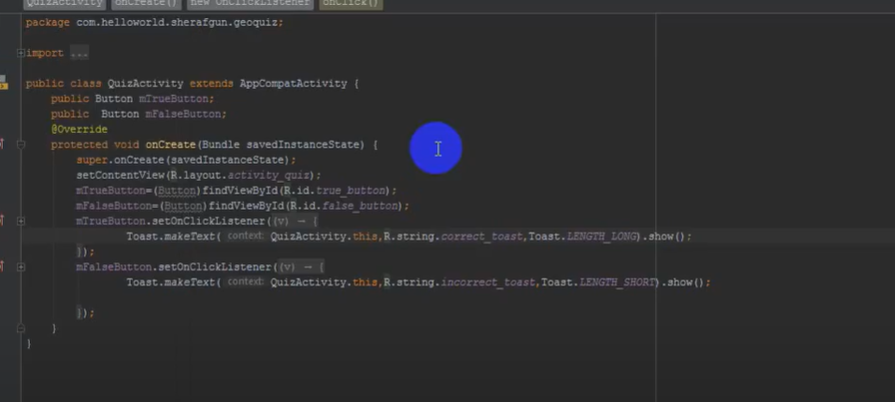 QuizActivity onCreate() new OnClickListener onClick()
package com.helloworld.sherafgun.geoquiz;
import ...
public class QuizActivity extends AppCompatActivity {
public Button mTrueButton;
public Button mFalseButton;
@Override
protected void onCreate(Bundle savedInstanceState) {
super.onCreate(savedInstanceState);
setContentView(R.layout.activity_quiz);
mTrueButton=(Button)findViewById(R.id.true_button);
mFalseButton=(Button)findViewById(R.id.false_button);
mTrueButton.setOnClickListener((v) → {
Toast.makeText( context: QuizActivity.this,R.string.correct_toast,Toast.LENGTH_LONG).show();
});
mFalseButton.setOnClickListener((v) → {
Toast.makeText( context: QuizActivity.this,R.string.incorrect_toast,Toast.LENGTH_SHORT).show();
});
}
}